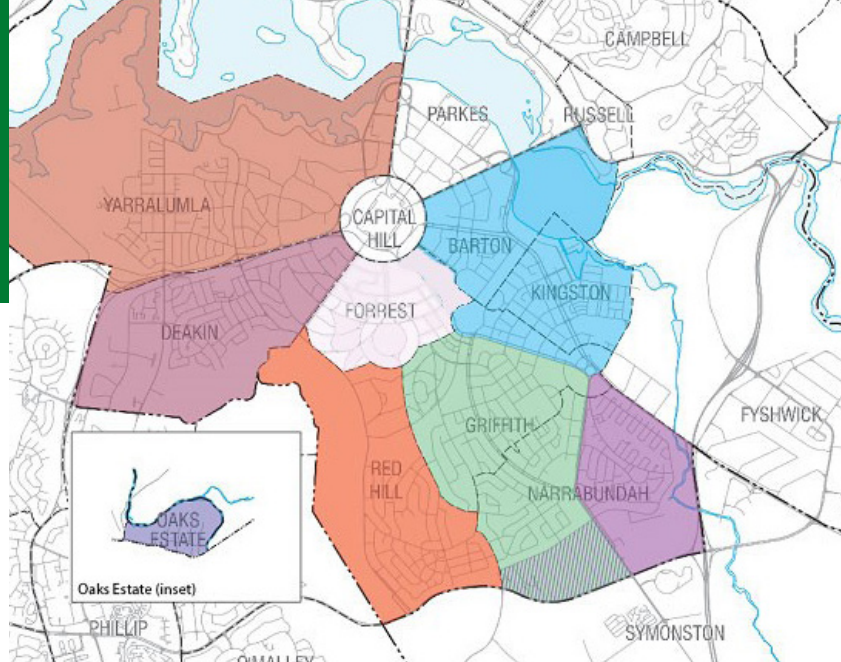 CAMPBELL
PARKES
RUSSELL
YARRALUMLA
CAPITAL
HILL
BARTON
KINGSTON
FORREST
DEAKIN
FYSHWICK
GRIFFITH
RED
HILL
NARRABUNDAH
OAKS
ESTATE
Oaks Estate (inset)
PHILLIP
SYMONSTON
O'MALLEY